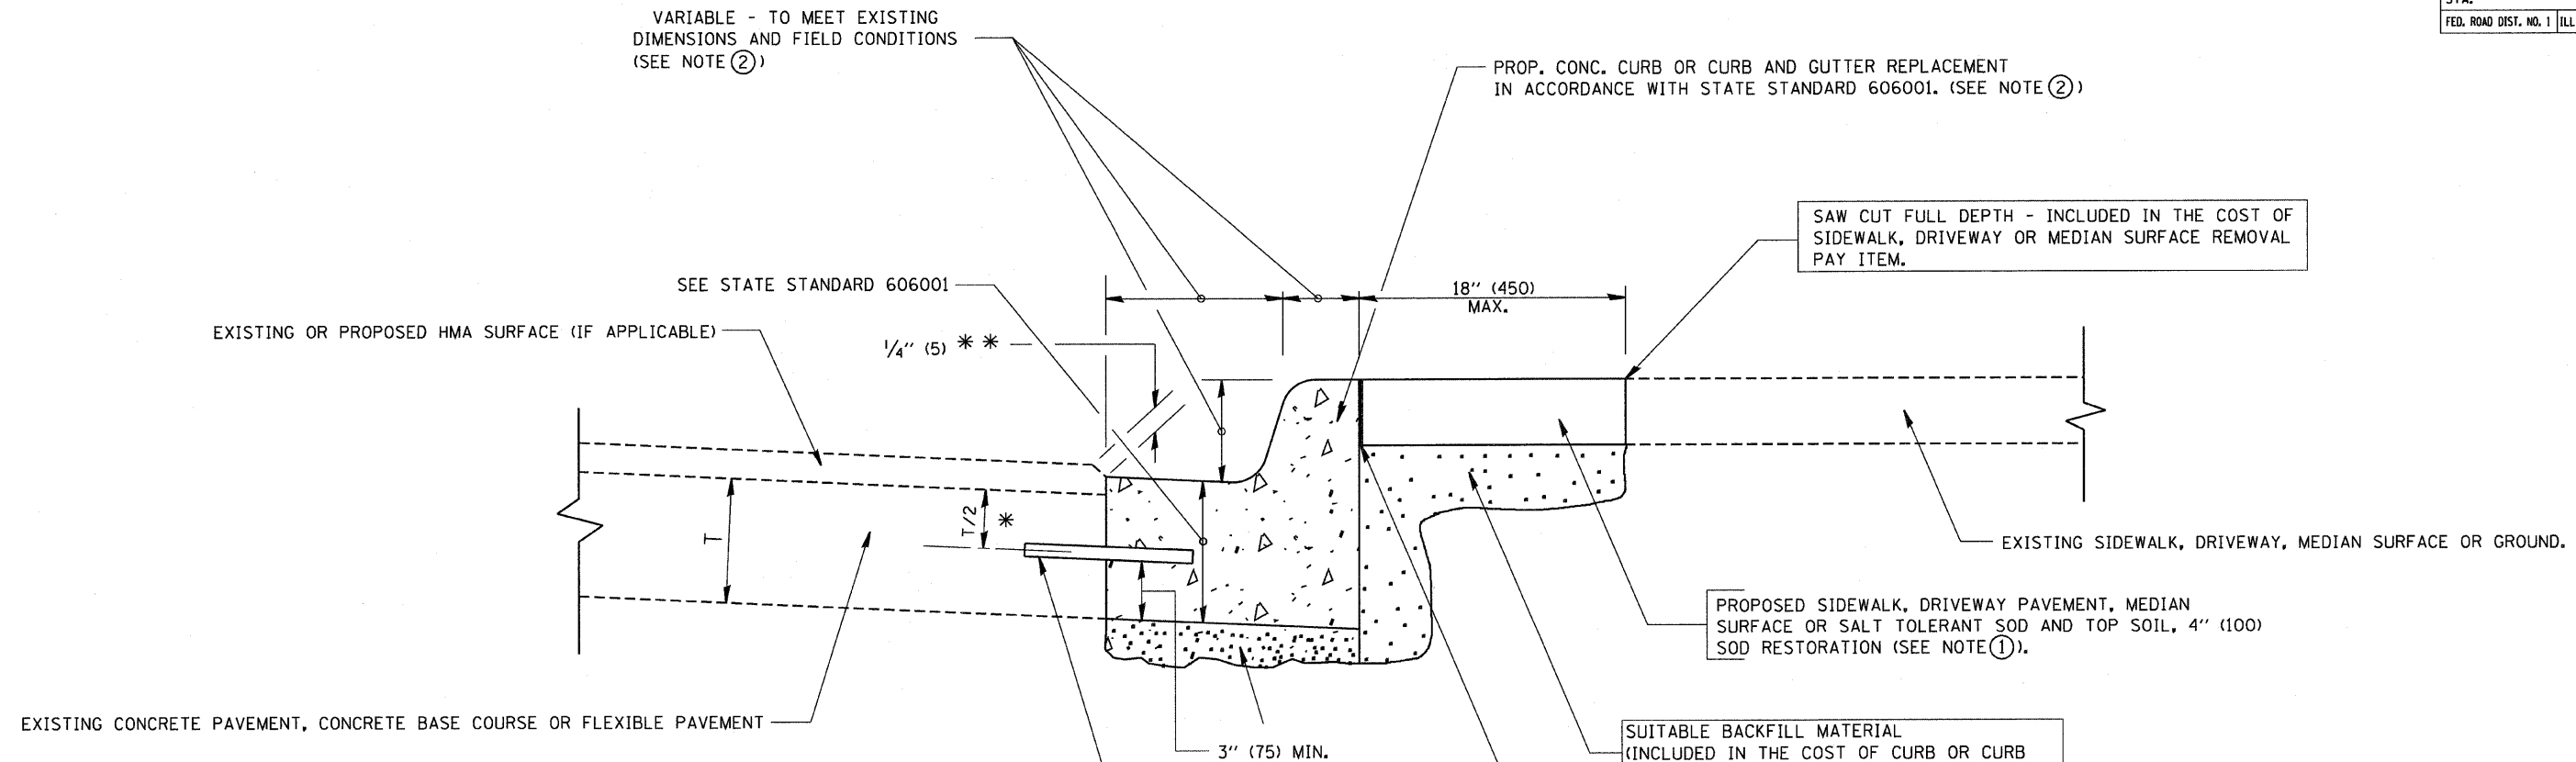 VARIABLE - TO MEET EXISTING
DIMENSIONS AND FIELD CONDITIONS
(SEE NOTE ②)
FED. ROAD DIST. NO. 1 ILL
PROP. CONC. CURB OR CURB AND GUTTER REPLACEMENT
IN ACCORDANCE WITH STATE STANDARD 606001. (SEE NOTE ②)
SAW CUT FULL DEPTH - INCLUDED IN THE COST OF
SIDEWALK, DRIVEWAY OR MEDIAN SURFACE REMOVAL
PAY ITEM.
SEE STATE STANDARD 606001
18" (450)
MAX.
EXISTING OR PROPOSED HMA SURFACE (IF APPLICABLE)
1/4" (5) * *
T
T/2 *
EXISTING SIDEWALK, DRIVEWAY, MEDIAN SURFACE OR GROUND.
PROPOSED SIDEWALK, DRIVEWAY PAVEMENT, MEDIAN
SURFACE OR SALT TOLERANT SOD AND TOP SOIL, 4" (100)
SOD RESTORATION (SEE NOTE ①).
EXISTING CONCRETE PAVEMENT, CONCRETE BASE COURSE OR FLEXIBLE PAVEMENT
3" (75) MIN.
SUITABLE BACKFILL MATERIAL
(INCLUDED IN THE COST OF CURB OR CURB